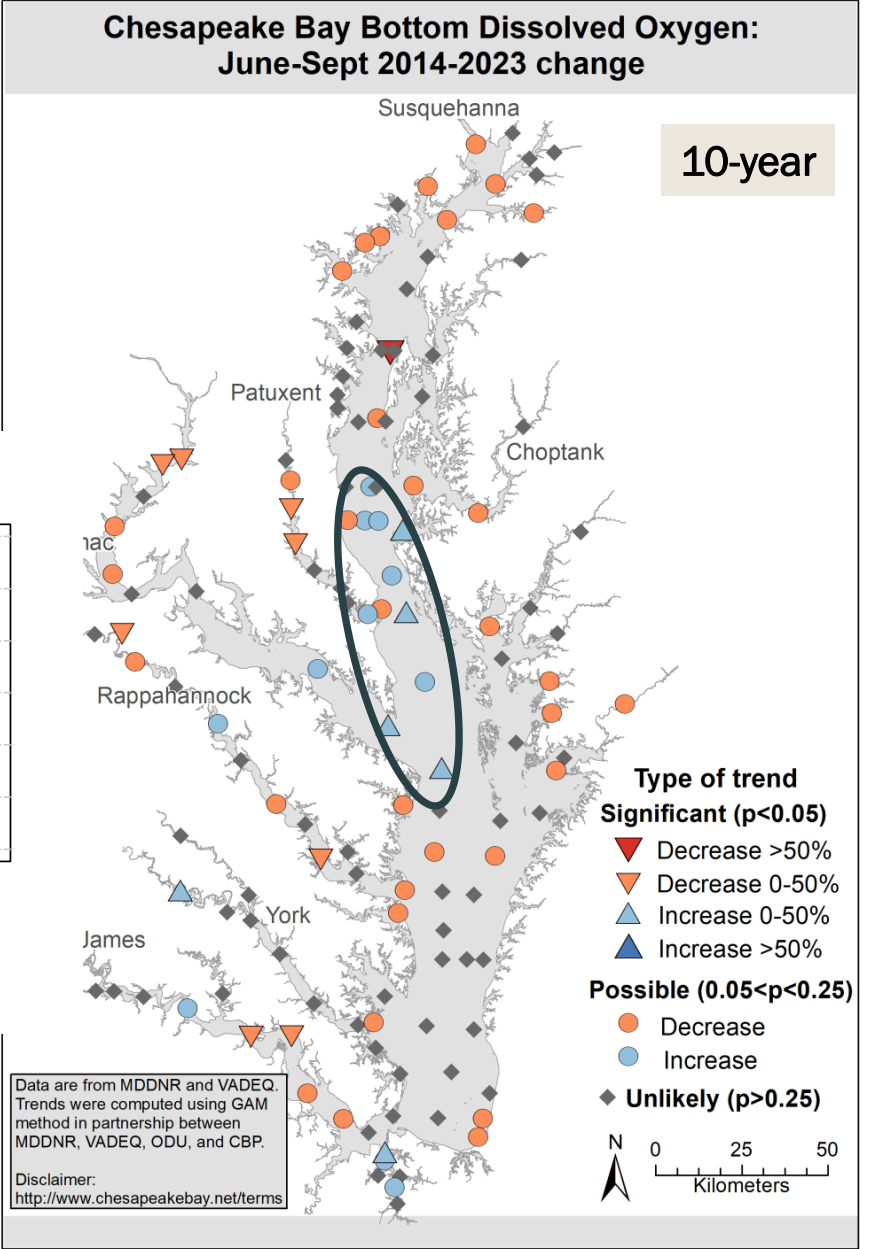 Chesapeake Bay Bottom Dissolved Oxygen:
June-Sept 2014-2023 change
Susquehanna
10-year
Patuxent
Choptank
nac
Rappahannock
York
James
Type of trend
Significant (p<0.05)
Decrease >50%
Decrease 0-50%
Increase 0-50%
Increase >50%
Possible (0.05<p<0.25)
Decrease
Increase
Unlikely (p>0.25)
N
0 25 50
Kilometers
Data are from MDDNR and VADEQ.
Trends were computed using GAM
method in partnership between
MDDNR, VADEQ, ODU, and CBP.
Disclaimer:
http://www.chesapeakebay.net/terms